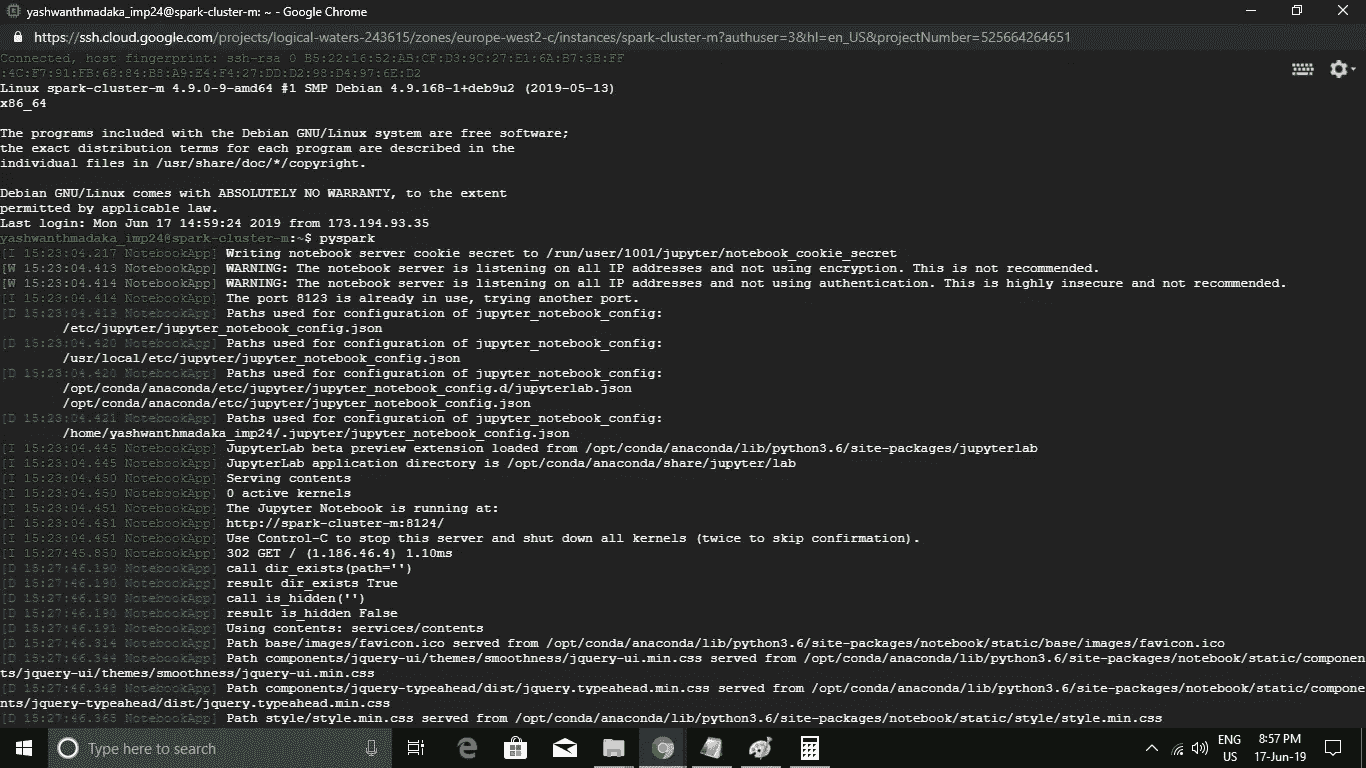 yashwanthmadaka_imp24@spark-cluster-m: ~ - Google Chrome
https://ssh.cloud.google.com/projects/logical-waters-243615/zones/europe-west2-c/instances/spark-cluster-m?authuser=3&hl=en_US&projectNumber=525664264651
Connected, host fingerprint: ssh-rsa 0 B5:22:16:52:AB:CF:D3:9C:27:E1:6A:B7:3B:FF
:4C:F7:91:FB:68:84:B8:A9:E4:F4:27:DD:D2:98:D4:97:6E:D2
Linux spark-cluster-m 4.9.0-9-amd64 #1 SMP Debian 4.9.168-1+deb9u2 (2019-05-13)
x86_64
The programs included with the Debian GNU/Linux system are free software;
the exact distribution terms for each program are described in the
individual files in /usr/share/doc/*/copyright.
Debian GNU/Linux comes with ABSOLUTELY NO WARRANTY, to the extent
permitted by applicable law.
Last login: Mon Jun 17 14:59:24 2019 from 173.194.93.35
yashwanthmadaka_imp24@spark-cluster-m:~$ pyspark
[I 15:23:04.217 NotebookApp] Writing notebook server cookie secret to /run/user/1001/jupyter/notebook_cookie_secret
[W 15:23:04.413 NotebookApp] WARNING: The notebook server is listening on all IP addresses and not using encryption. This is not recommended.
[W 15:23:04.414 NotebookApp] WARNING: The notebook server is listening on all IP addresses and not using authentication. This is highly insecure and not recommended.
[I 15:23:04.414 NotebookApp] The port 8123 is already in use, trying another port.
[D 15:23:04.419 NotebookApp] Paths used for configuration of jupyter_notebook_config:
/etc/jupyter/jupyter_notebook_config.json
[D 15:23:04.420 NotebookApp] Paths used for configuration of jupyter_notebook_config:
/usr/local/etc/jupyter/jupyter_notebook_config.json
[D 15:23:04.420 NotebookApp] Paths used for configuration of jupyter_notebook_config:
/opt/conda/anaconda/etc/jupyter/jupyter_notebook_config.d/jupyterlab.json
/opt/conda/anaconda/etc/jupyter/jupyter_notebook_config.json
[D 15:23:04.421 NotebookApp] Paths used for configuration of jupyter_notebook_config:
/home/yashwanthmadaka_imp24/.jupyter/jupyter_notebook_config.json
[I 15:23:04.445 NotebookApp] JupyterLab beta preview extension loaded from /opt/conda/anaconda/lib/python3.6/site-packages/jupyterlab
[I 15:23:04.445 NotebookApp] JupyterLab application directory is /opt/conda/anaconda/share/jupyter/lab
[I 15:23:04.450 NotebookApp] Serving contents
[I 15:23:04.450 NotebookApp] 0 active kernels
[I 15:23:04.451 NotebookApp] The Jupyter Notebook is running at:
[I 15:23:04.451 NotebookApp] http://spark-cluster-m:8124/
[I 15:23:04.451 NotebookApp] Use Control-C to stop this server and shut down all kernels (twice to skip confirmation).
[I 15:27:45.850 NotebookApp] 302 GET / (1.186.46.4) 1.10ms
[D 15:27:46.190 NotebookApp] call dir_exists(path='')
[D 15:27:46.190 NotebookApp] result dir_exists True
[D 15:27:46.190 NotebookApp] call is_hidden('')
[D 15:27:46.190 NotebookApp] result is_hidden False
[D 15:27:46.191 NotebookApp] Using contents: services/contents
[D 15:27:46.314 NotebookApp] Path base/images/favicon.ico served from /opt/conda/anaconda/lib/python3.6/site-packages/notebook/static/base/images/favicon.ico
[D 15:27:46.344 NotebookApp] Path components/jquery-ui/themes/smoothness/jquery-ui.min.css served from /opt/conda/anaconda/lib/python3.6/site-packages/notebook/static/componen
ts/jquery-ui/themes/smoothness/jquery-ui.min.css
[D 15:27:46.348 NotebookApp] Path components/jquery-typeahead/dist/jquery.typeahead.min.css served from /opt/conda/anaconda/lib/python3.6/site-packages/notebook/static/compone
nts/jquery-typeahead/dist/jquery.typeahead.min.css
[D 15:27:46.365 NotebookApp] Path style/style.min.css served from /opt/conda/anaconda/lib/python3.6/site-packages/notebook/static/style/style.min.css
Type here to search
ENG
US
8:57 PM
17-Jun-19